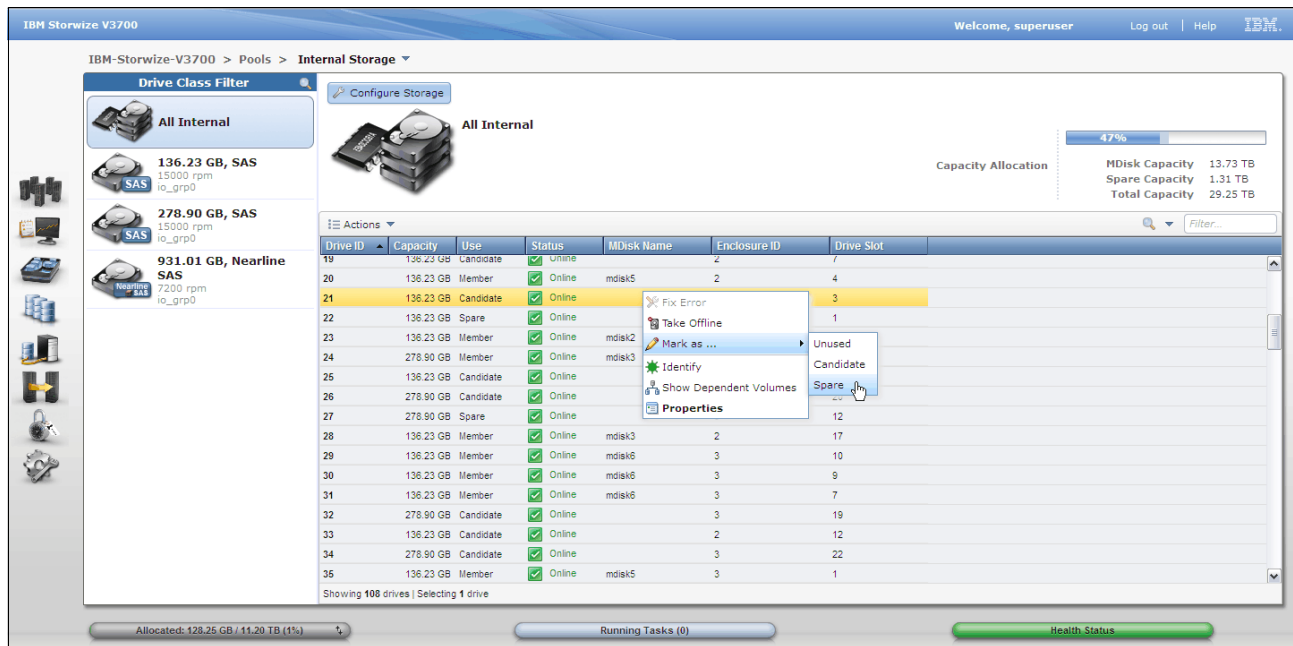 IBM Storwize V3700 Welcome, superuser Log out | Help IBM.
IBM-Storwize-V3700 > Pools > Internal Storage
Drive Class Filter
All Internal
136.23 GB, SAS
15000 rpm
io_grp0
SAS
278.90 GB, SAS
15000 rpm
io_grp0
SAS
931.01 GB, Nearline
SAS
7200 rpm
io_grp0
Nearline
SAS
Configure Storage
All Internal
47%
Capacity Allocation
MDisk Capacity 13.73 TB
Spare Capacity 1.31 TB
Total Capacity 29.25 TB
Actions
Filter...
Drive ID Capacity Use Status MDisk Name Enclosure ID Drive Slot
19 136.23 GB Candidate Online 2 7
20 136.23 GB Member Online mdisk5 2 4
21 136.23 GB Candidate Online 3
22 136.23 GB Spare Online 1
23 136.23 GB Member Online mdisk2
24 278.90 GB Member Online mdisk3
25 136.23 GB Candidate Online
26 278.90 GB Candidate Online
27 278.90 GB Spare Online 12
28 136.23 GB Member Online mdisk3 2 17
29 136.23 GB Member Online mdisk6 3 10
30 136.23 GB Member Online mdisk6 3 9
31 136.23 GB Member Online mdisk6 3 7
32 278.90 GB Candidate Online 3 19
33 136.23 GB Candidate Online 2 12
34 278.90 GB Candidate Online 3 22
35 136.23 GB Member Online mdisk5 3 1
Fix Error
Take Offline
Mark as ...
Identify
Show Dependent Volumes
Properties
Unused
Candidate
Spare
Showing 108 drives | Selecting 1 drive
Allocated: 128.25 GB / 11.20 TB (1%)
Running Tasks (0)
Health Status